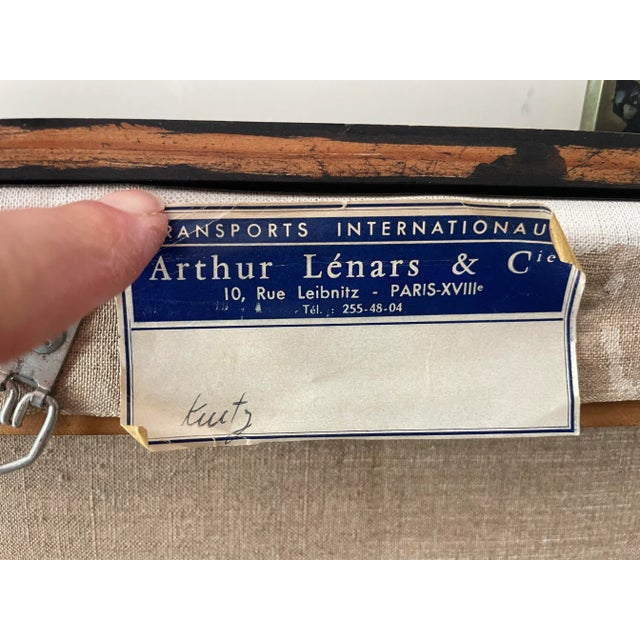 RANSPORTS INTERNATIONAU
Arthur Lénars & Cie
10, Rue Leibnitz - PARIS-XVIIIe
Tél. : 255-48-04
Kurtz